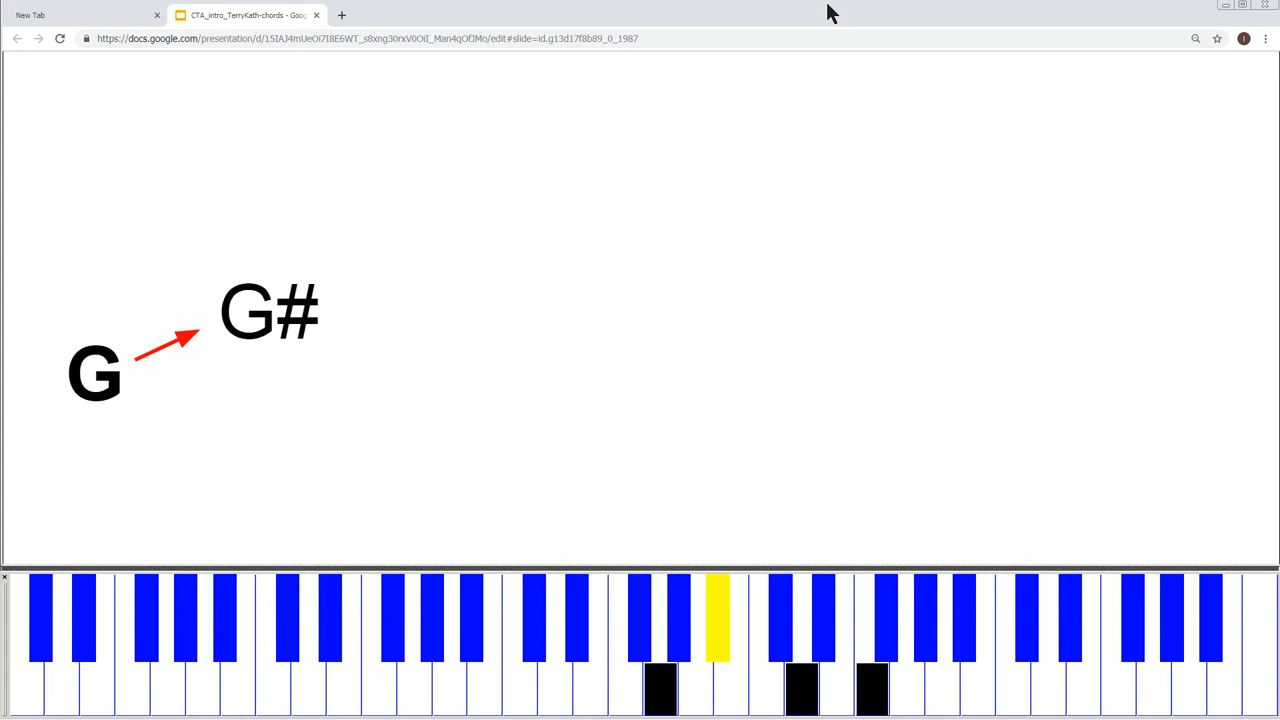 New Tab
CTA_intro_TerryKath-chords - Goo
https://docs.google.com/presentation/d/15IAJ4mUeOi7I8E6WT_s8xng30rxV0OiI_Man4qOfJMo/edit#slide=id.g13d17f8b89_0_1987
I
G#
G